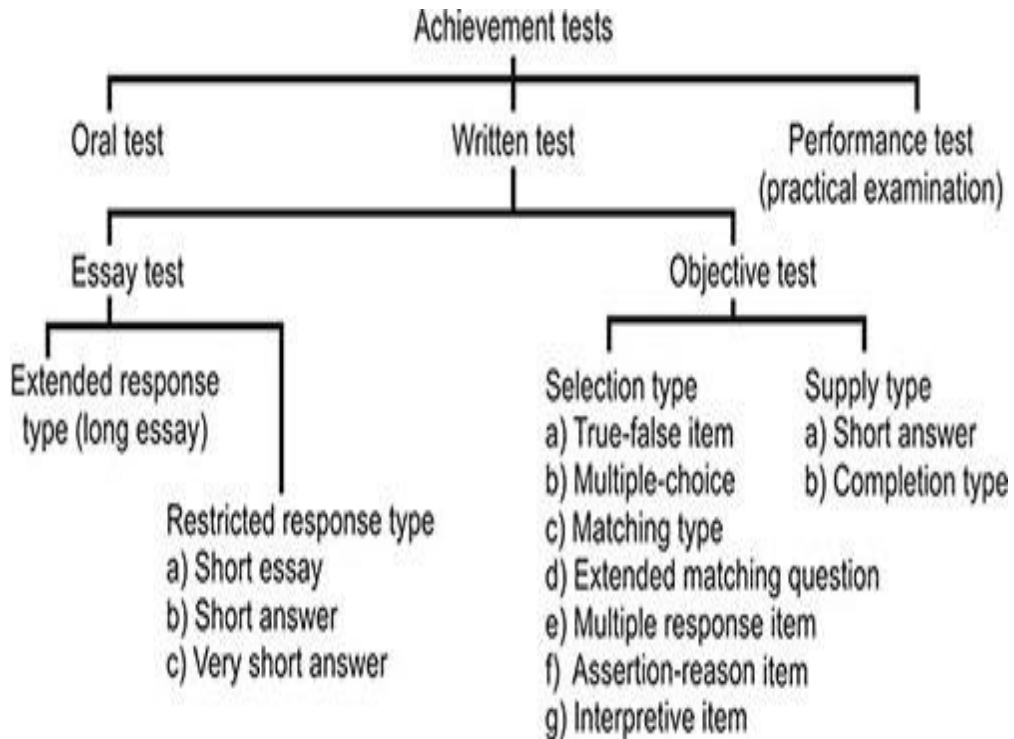 Achievement tests
Oral test
Written test
Performance test
(practical examination)
Essay test
Objective test
Extended response
type (long essay)
Restricted response type
a) Short essay
b) Short answer
c) Very short answer
Selection type
a) True-false item
b) Multiple-choice
c) Matching type
d) Extended matching question
e) Multiple response item
f) Assertion-reason item
g) Interpretive item
Supply type
a) Short answer
b) Completion type